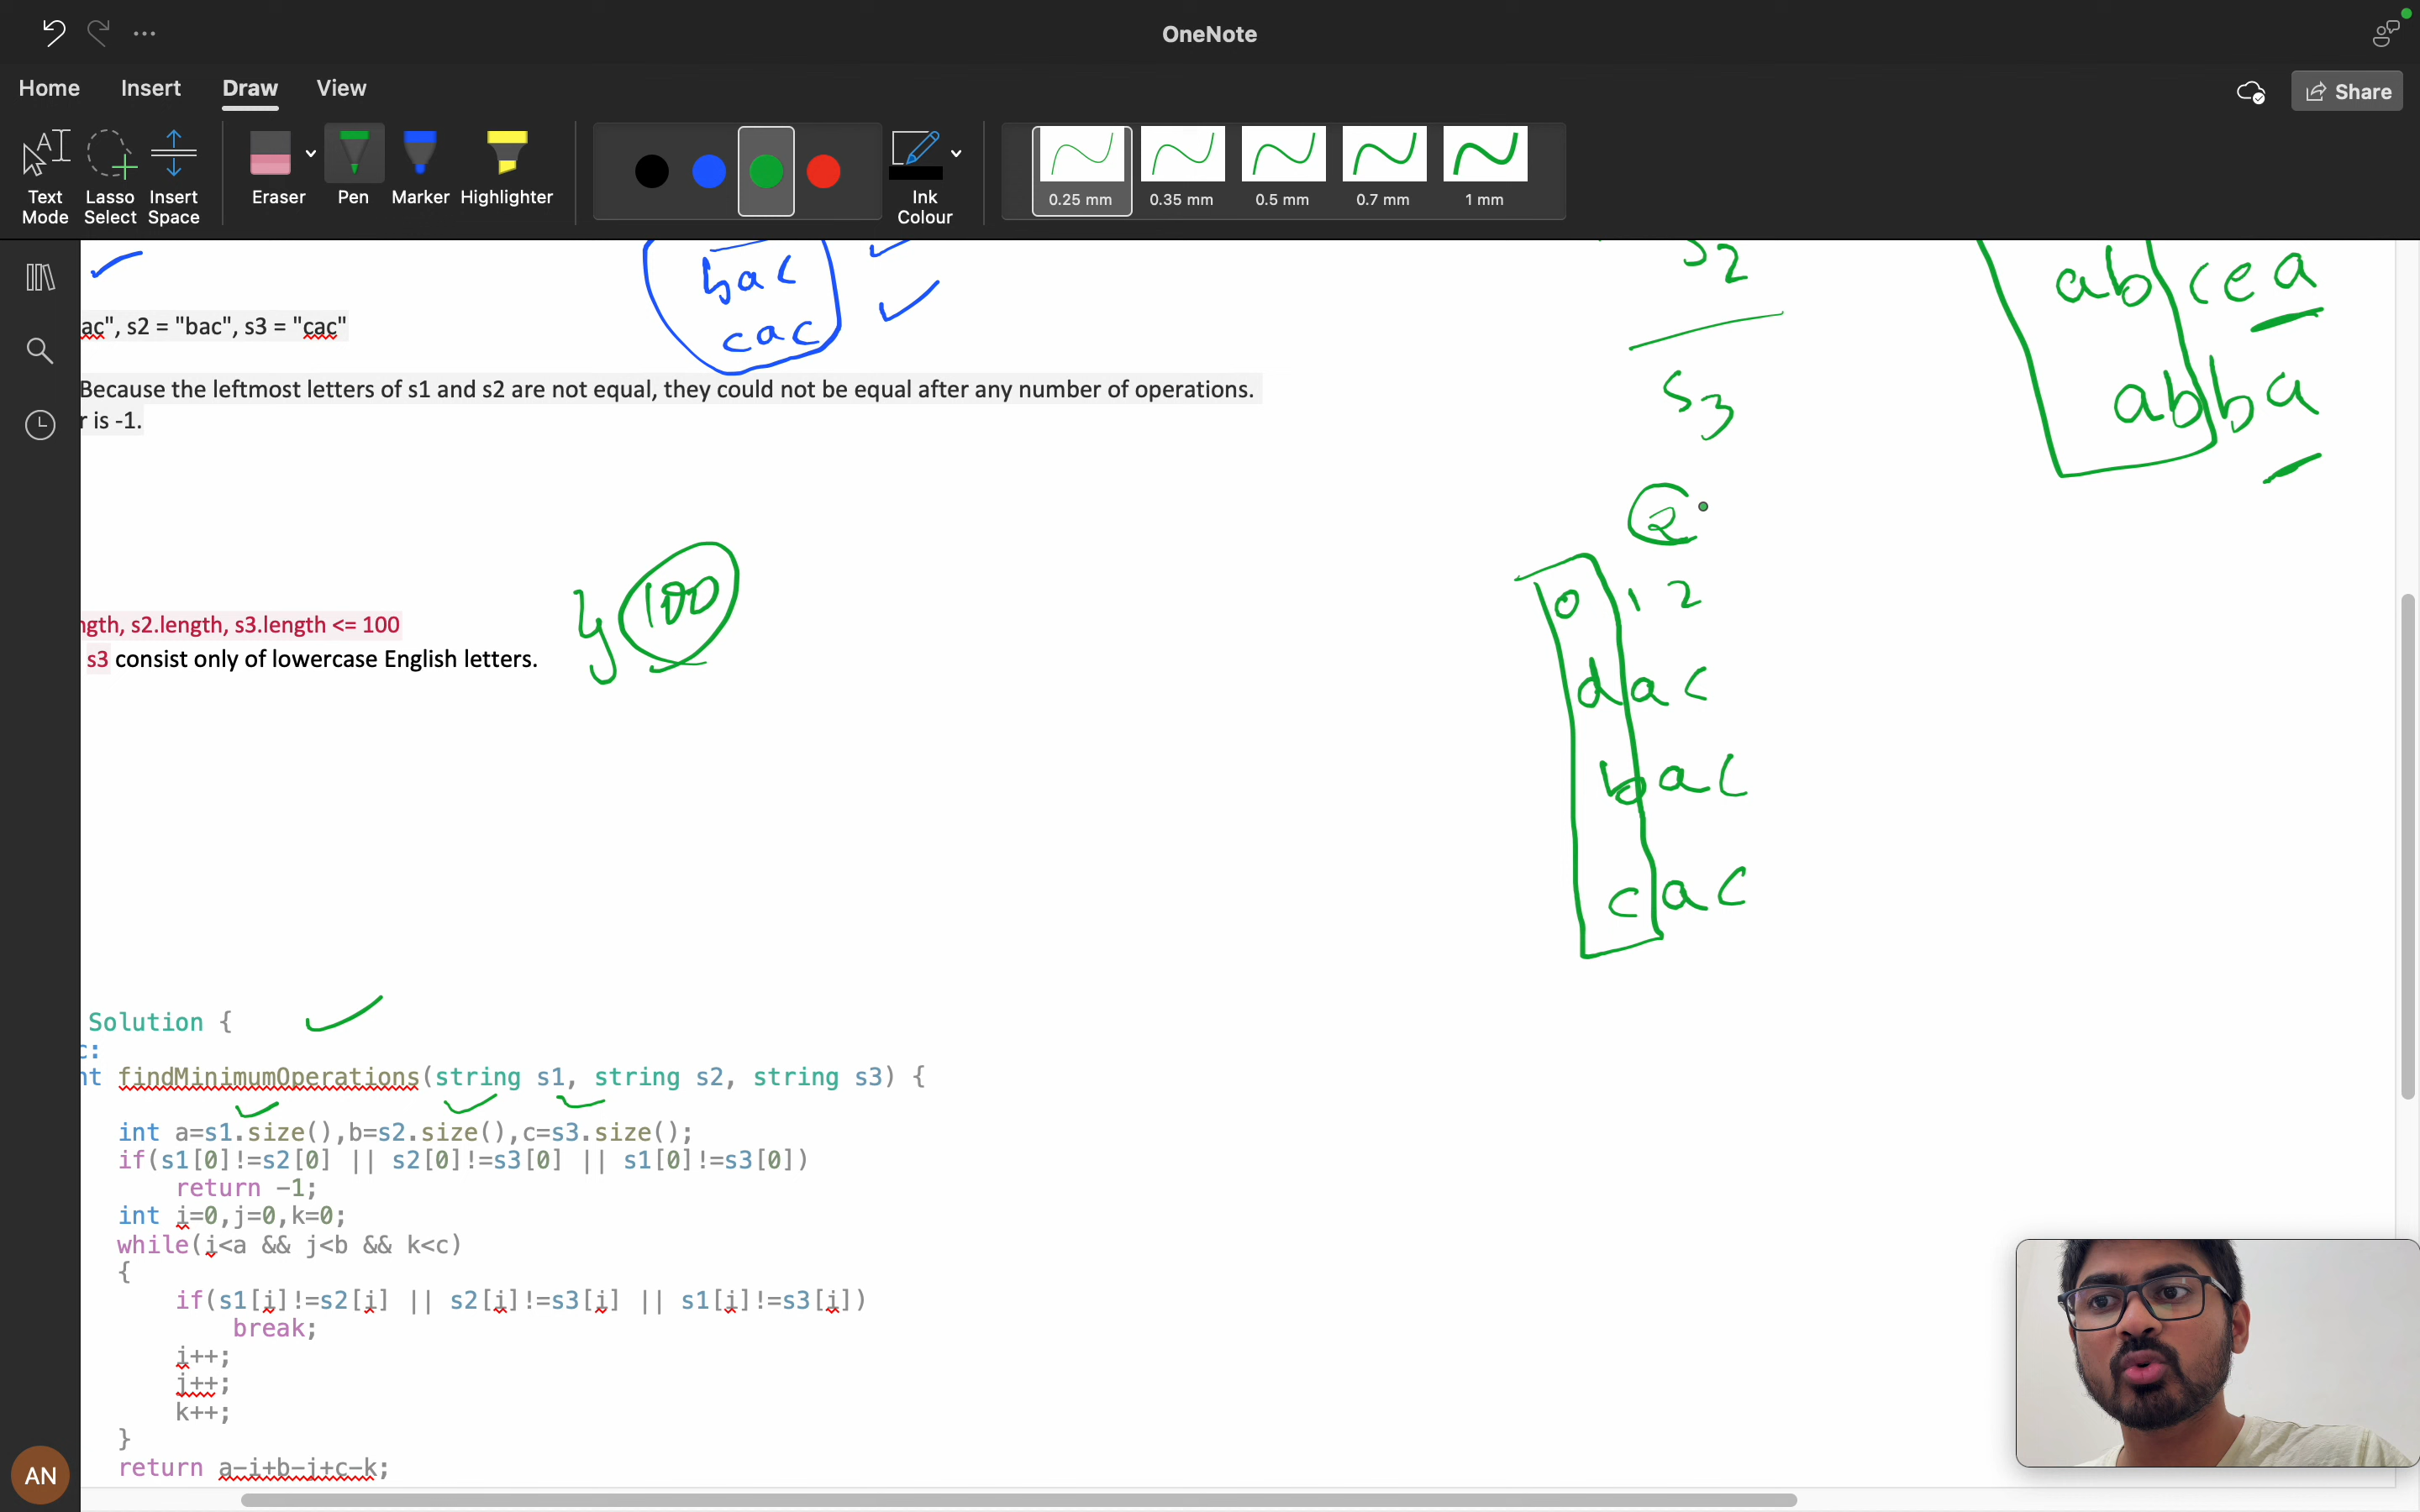 OneNote
Home Insert Draw View
Share
Text Mode
Lasso Select
Insert Space
Eraser
Pen
Marker
Highlighter
Ink Colour
0.25 mm
0.35 mm
0.5 mm
0.7 mm
1 mm
bac
cac
s2
s3
abcea
abba
ac", s2 = "bac", s3 = "cac"
Because the leftmost letters of s1 and s2 are not equal, they could not be equal after any number of operations.
r is -1.
2
100
0 1 2
dac
bac
cac
ngth, s2.length, s3.length <= 100
s3 consist only of lowercase English letters.
Solution {
c:
nt findMinimumOperations(string s1, string s2, string s3) {
int a=s1.size(),b=s2.size(),c=s3.size();
if(s1[0]!=s2[0] || s2[0]!=s3[0] || s1[0]!=s3[0])
return -1;
int i=0,j=0,k=0;
while(i<a && j<b && k<c)
{
if(s1[i]!=s2[i] || s2[i]!=s3[i] || s1[i]!=s3[i])
break;
i++;
j++;
k++;
}
return a-i+b-j+c-k;
AN